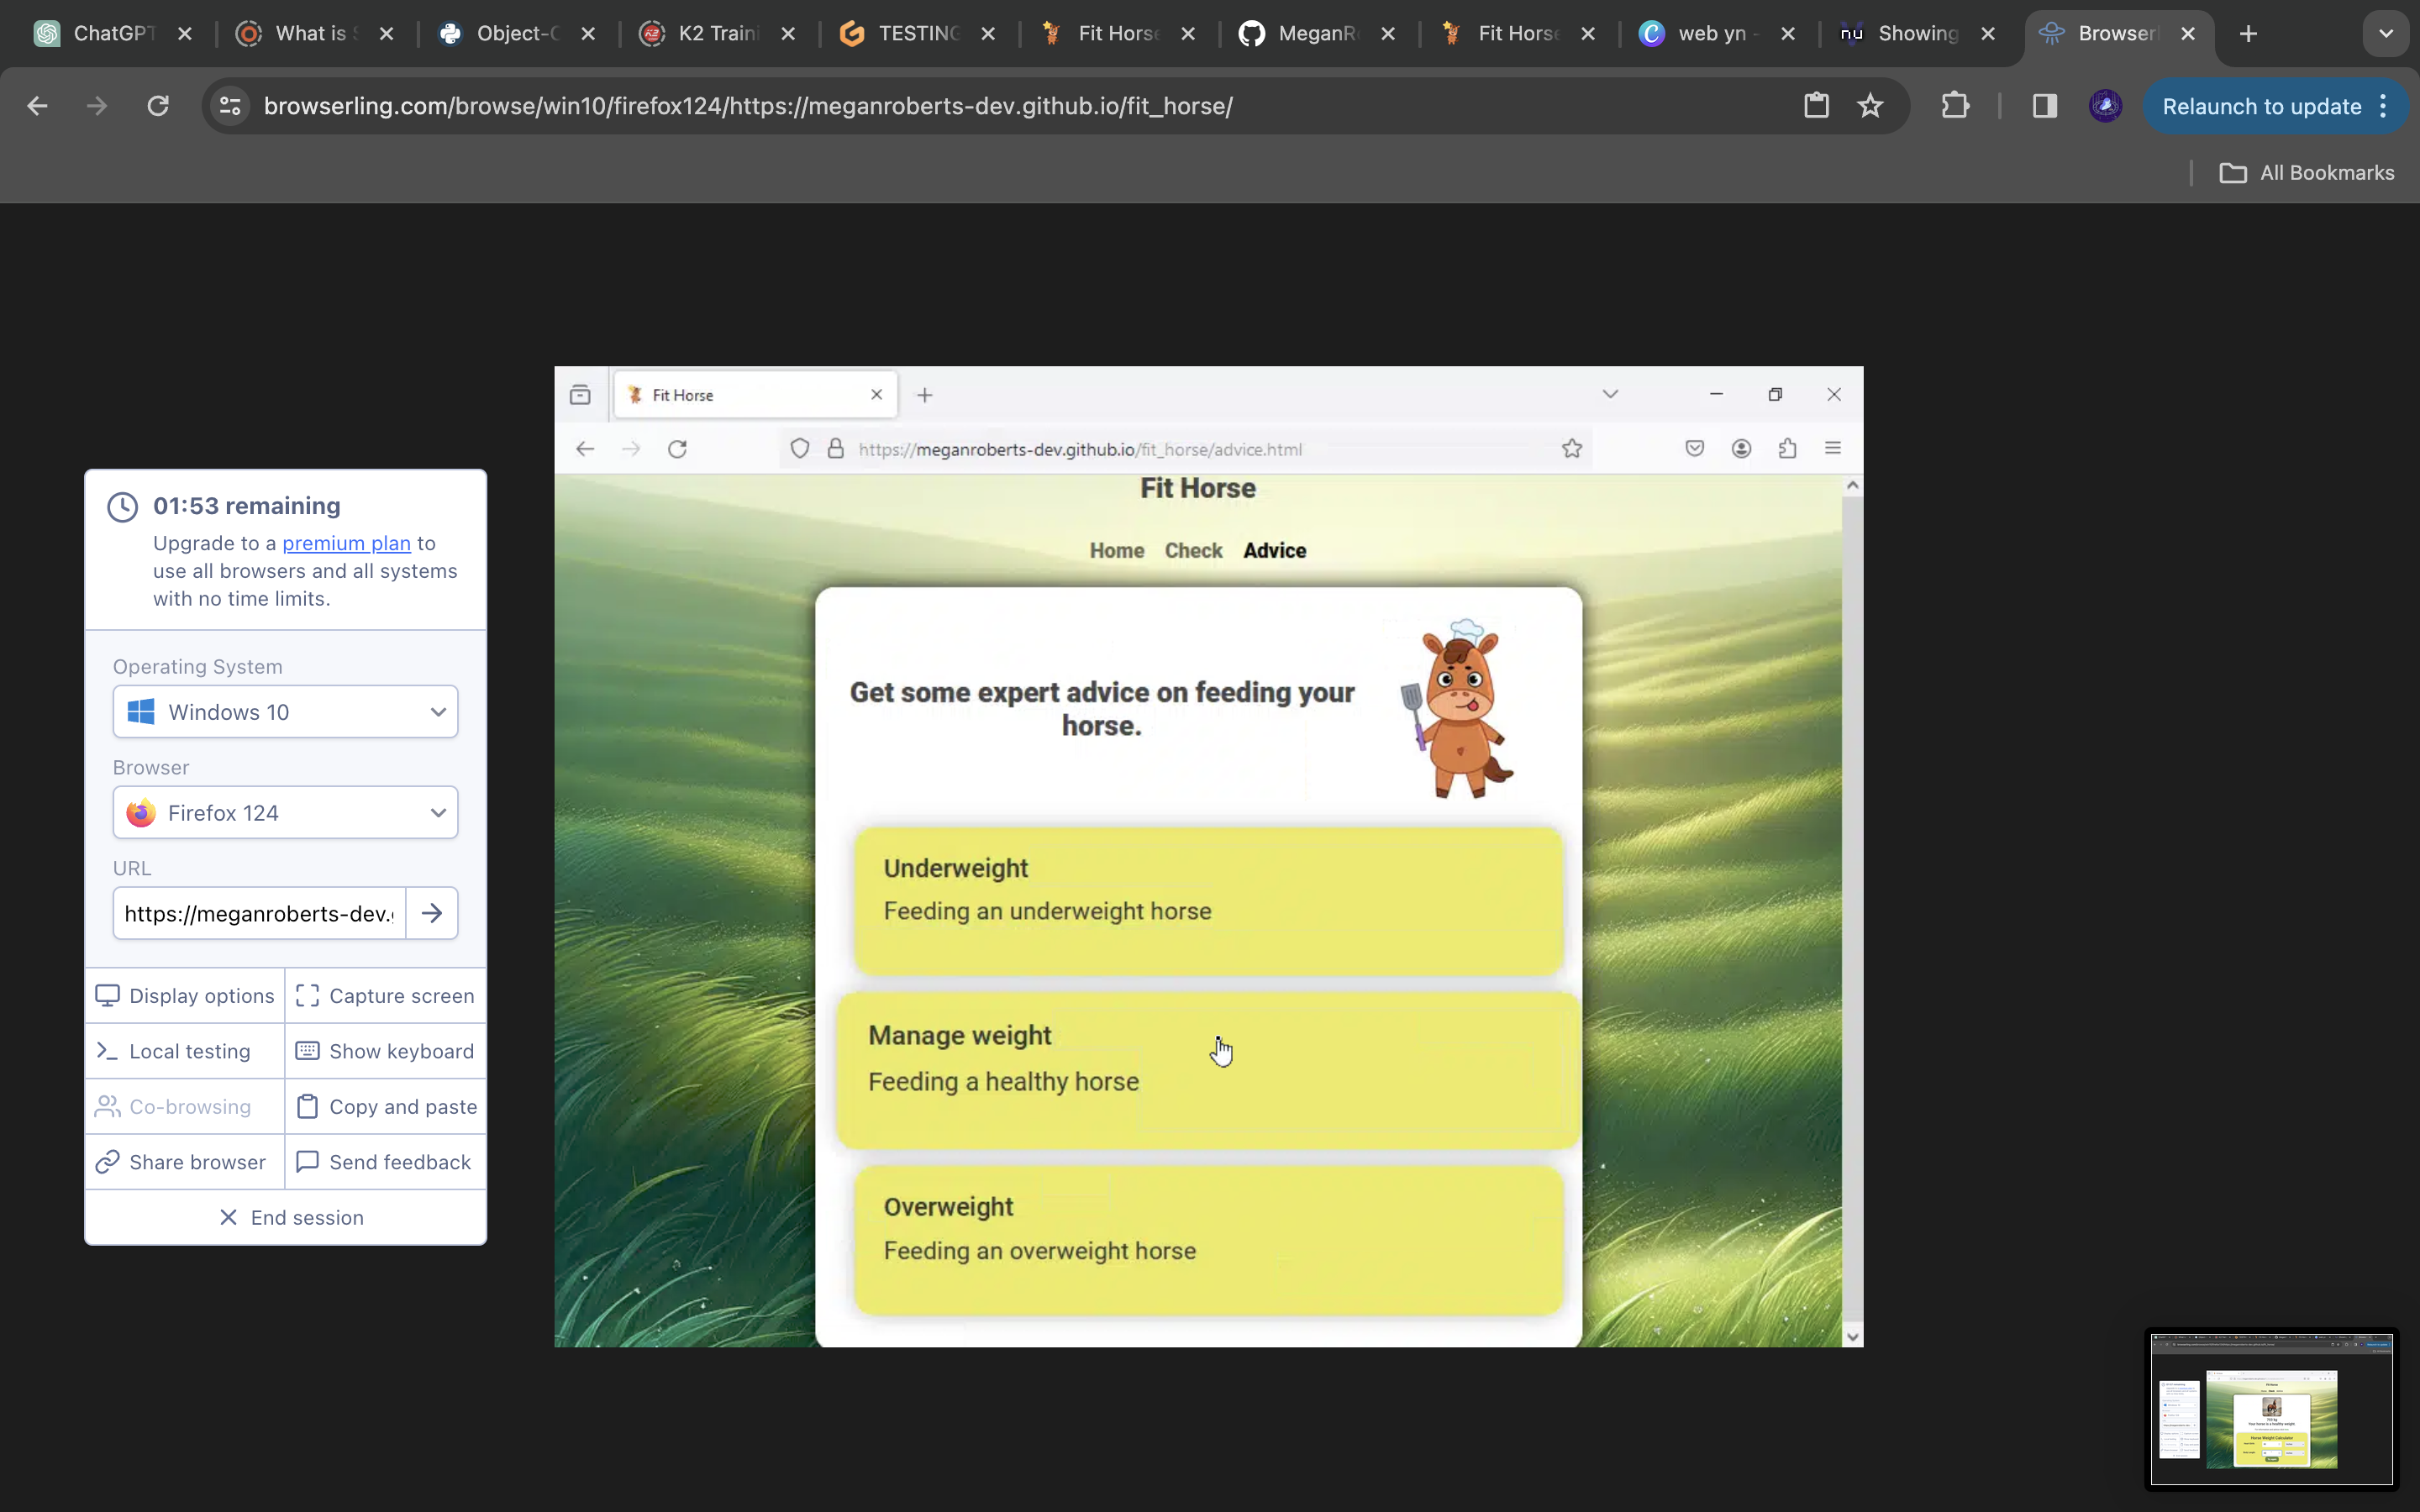 ChatGPT
What is S
Object-O
K2 Traini
TESTING
Fit Horse
MeganRo
Fit Horse
web yn -
Showing
Browserl
browserling.com/browse/win10/firefox124/https://meganroberts-dev.github.io/fit_horse/
Relaunch to update
All Bookmarks
Fit Horse
https://meganroberts-dev.github.io/fit_horse/advice.html
01:53 remaining
Upgrade to a premium plan to
use all browsers and all systems
with no time limits.
Operating System
Windows 10
Browser
Firefox 124
URL
https://meganroberts-dev.
Display options
Capture screen
Local testing
Show keyboard
Co-browsing
Copy and paste
Share browser
Send feedback
End session
Fit Horse
Home Check Advice
Get some expert advice on feeding your
horse.
Underweight
Feeding an underweight horse
Manage weight
Feeding a healthy horse
Overweight
Feeding an overweight horse